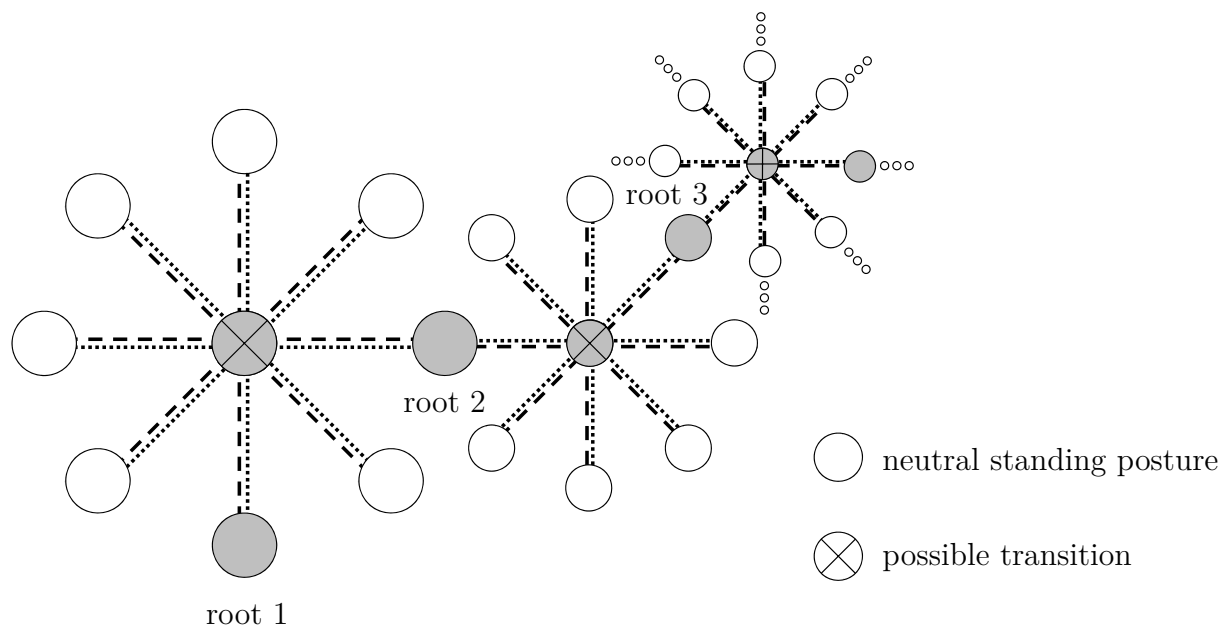 root 3
root 2
neutral standing posture
possible transition
root 1